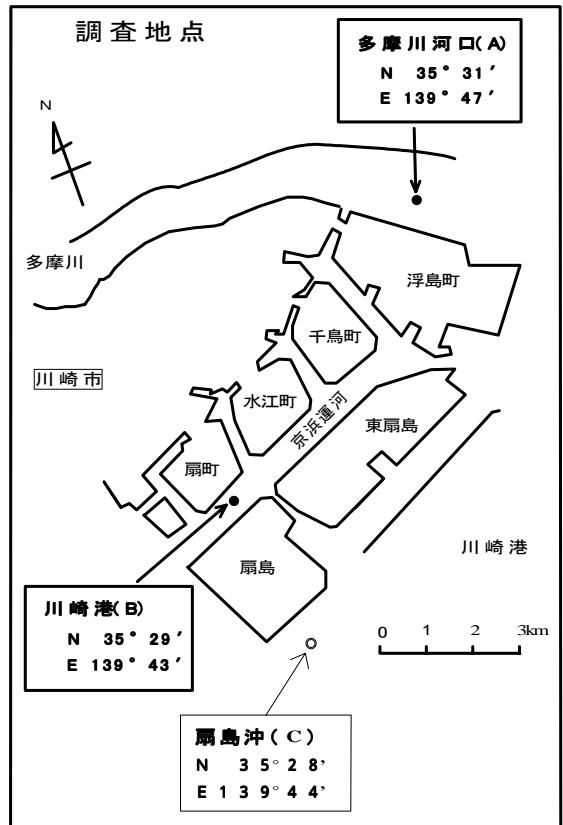 調査地点
多摩川河口(A)
N 35° 31′
E 139° 47′
N
多摩川
浮島町
千鳥町
川崎市
水江町
京浜運河
東扇島
扇町
川崎港
扇島
川崎港(B)
N 35° 29′
E 139° 43′
0 1 2 3km
扇島沖(C)
N 35°28’
E139°44’